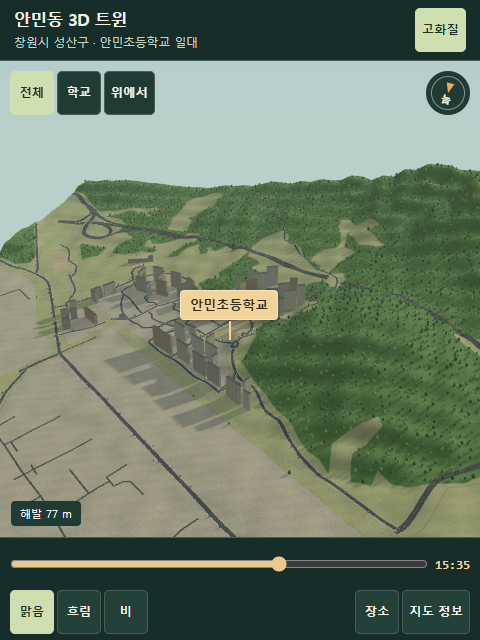 안민동 3D 트윈
창원시 성산구 · 안민초등학교 일대
고화질
전체
학교
위에서
북
안민초등학교
해발 77 m
15:35
맑음
흐림
비
장소
지도 정보